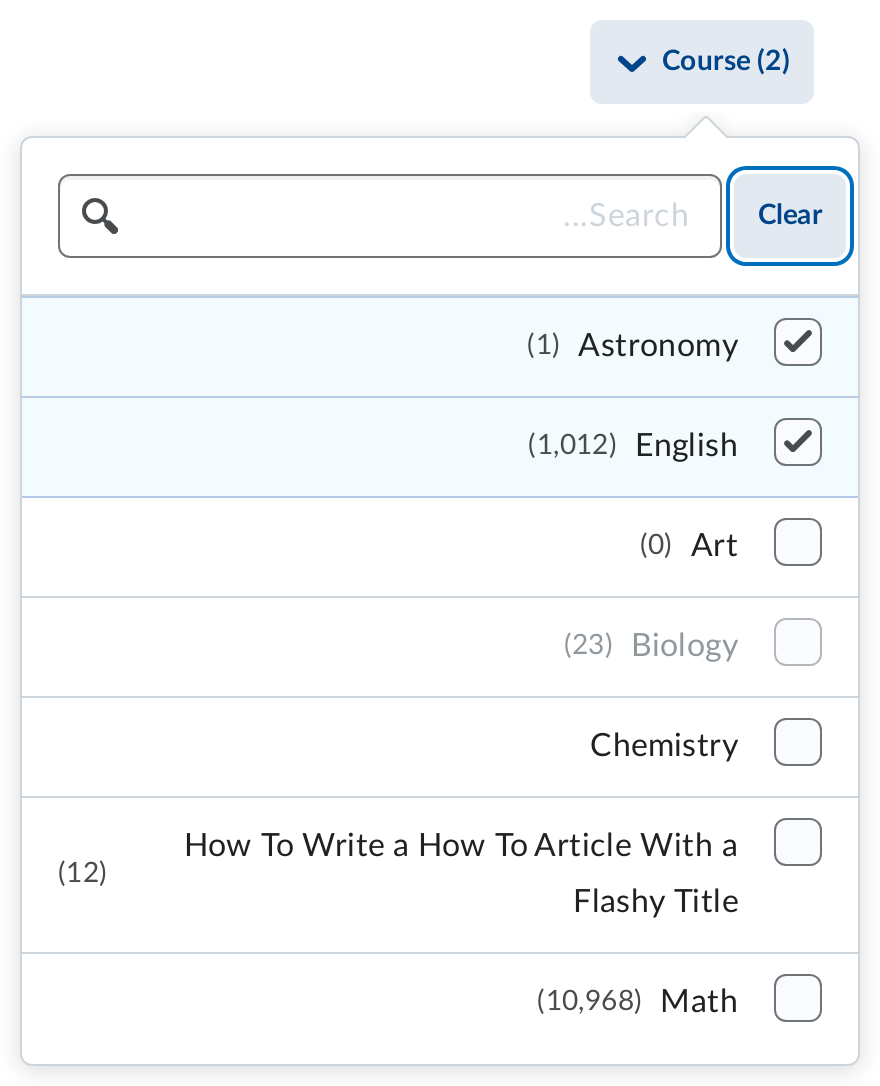 Course (2)
...Search
Clear
(1) Astronomy
(1,012) English
(0) Art
(23) Biology
Chemistry
How To Write a How To Article With a
Flashy Title
(12)
(10,968) Math